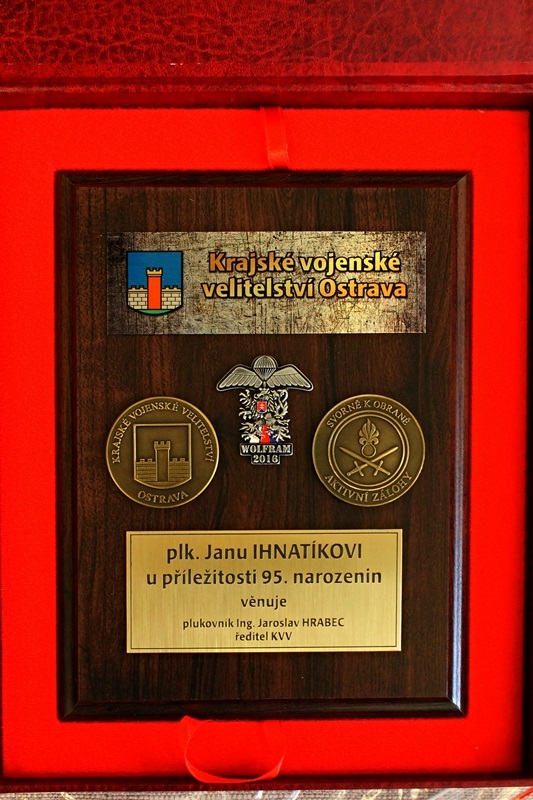 Krajské vojenské
velitelství Ostrava
WOLFRAM
2016
KRAJSKÉ VOJENSKÉ VELITELSTVÍ
OSTRAVA
SVORNĚ K OBRANĚ
AKTIVNÍ ZÁLOHY
plk. Janu IHNATÍKOVI
u příležitosti 95. narozenin
věnuje
plukovník Ing. Jaroslav HRABEC
ředitel KVV